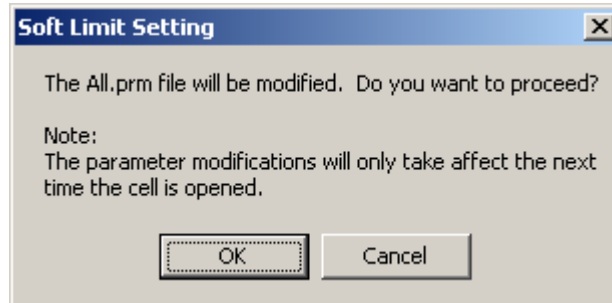 Soft Limit Setting
The All.prm file will be modified.  Do you want to proceed?
Note:
The parameter modifications will only take affect the next
time the cell is opened.
OK
Cancel